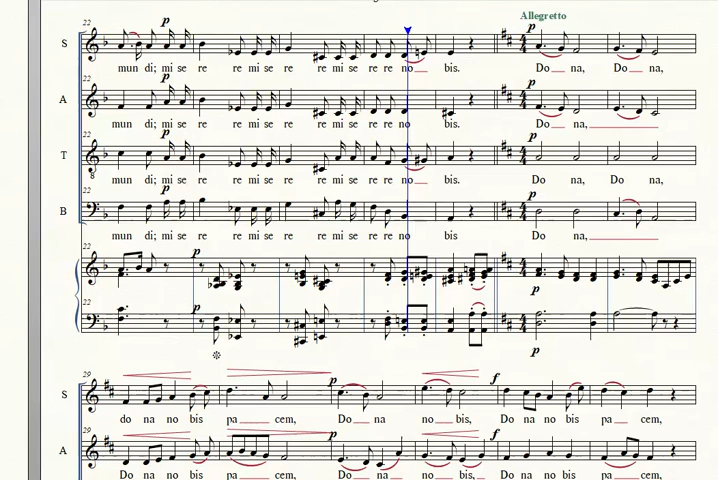 Allegretto
22 p p
S
mun di; mi se re re mi se re re mi se re re no bis. Do na, Do na,
22 p p
A
mun di; mi se re re mi se re re mi se re re no bis. Do na,
22 p p
T
8
mun di; mi se re re mi se re re mi se re re no bis. Do na, Do na,
22 p p
B
mun di; mi se re re mi se re re mi se re re no bis Do na,
22 p p
22 p p
29 p f
S
do na no bis pa cem, Do na no bis, Do na no bis pa cem,
29 p f
A
Do na no bis pa cem, Do na no bis, Do na no bis pa cem,